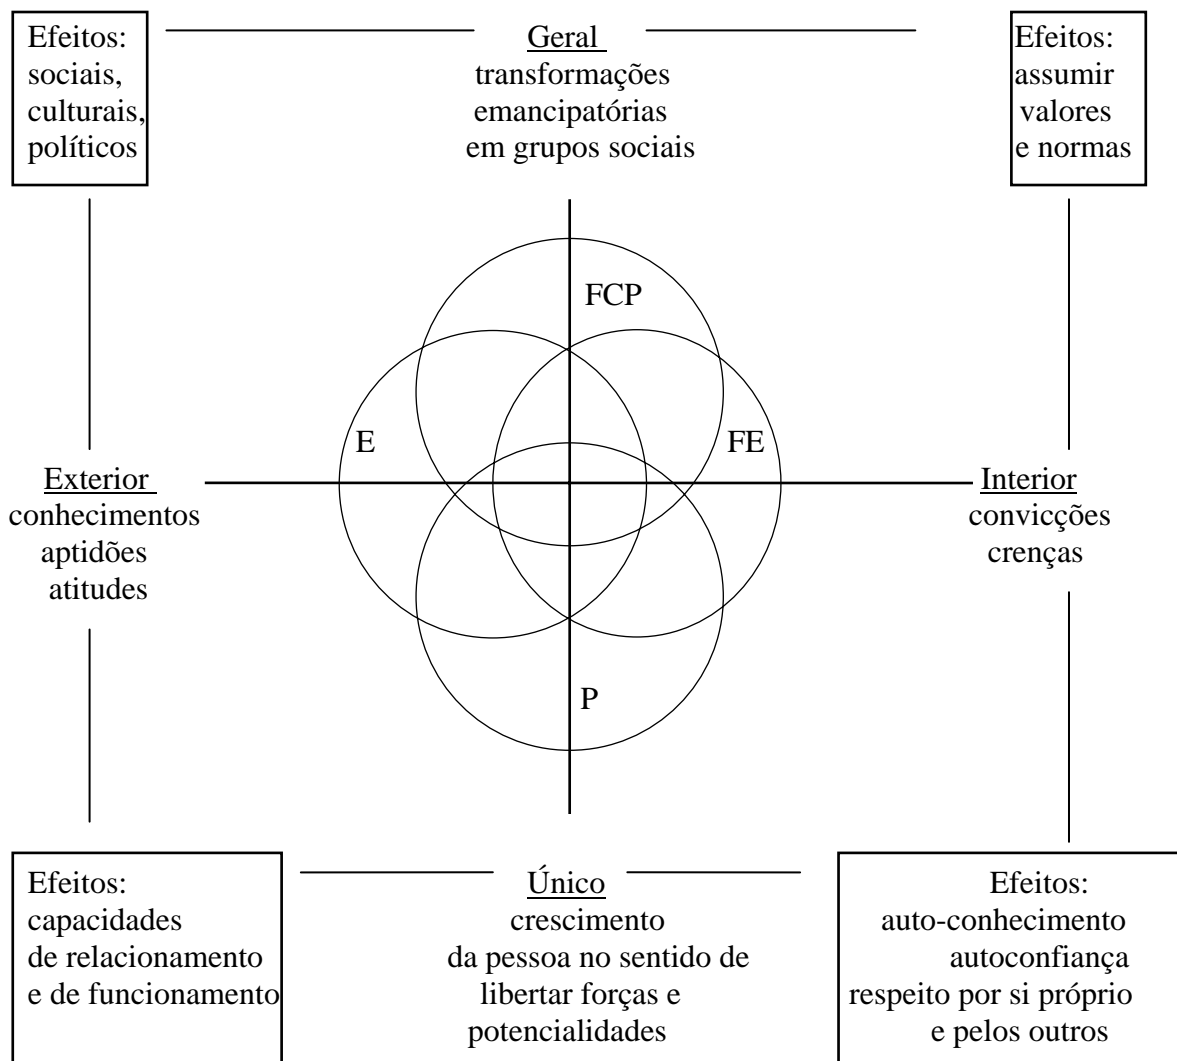 Efeitos:
sociais,
culturais,
políticos
Geral
transformações
emancipatórias
em grupos sociais
Efeitos:
assumir
valores
e normas
FCP
E
FE
P
Exterior
conhecimentos
aptidões
atitudes
Interior
convicções
crenças
Efeitos:
capacidades
de relacionamento
e de funcionamento
Único
crescimento
da pessoa no sentido de
libertar forças e
potencialidades
Efeitos:
auto-conhecimento
autoconfiança
respeito por si próprio
e pelos outros